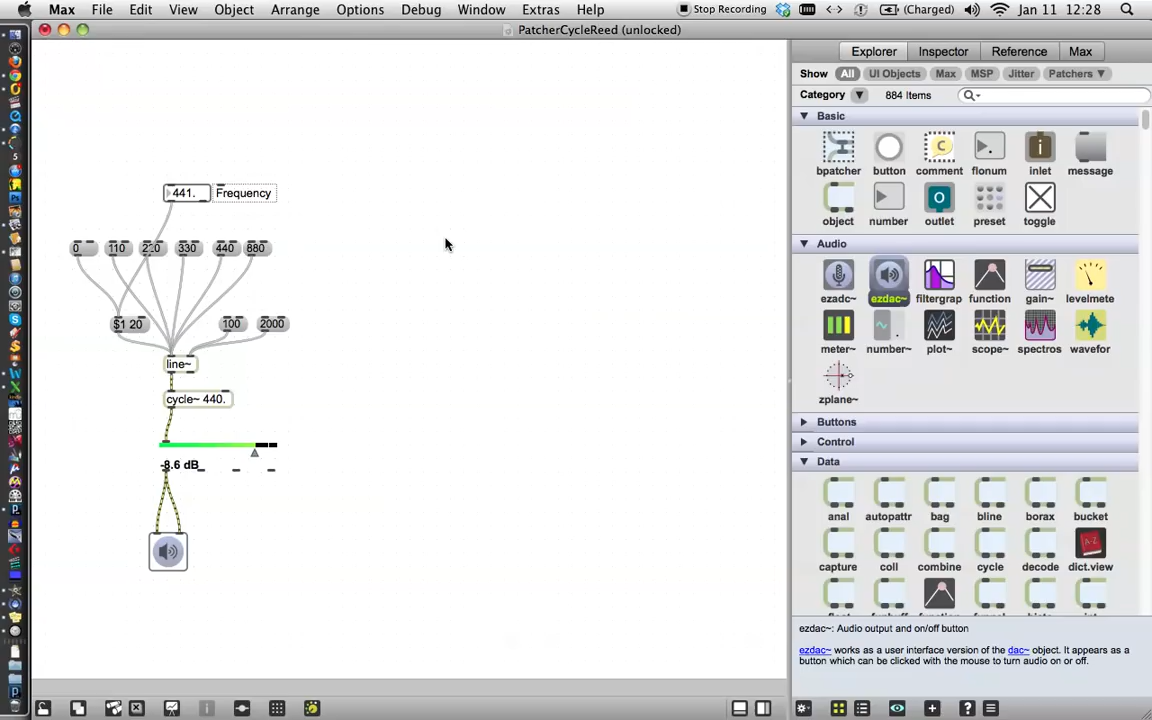 Max File Edit View Object Arrange Options Debug Window Extras Help Stop Recording (Charged) Jan 11 12:28
PatcherCycleReed (unlocked)
Explorer Inspector Reference Max
Show All UI Objects Max MSP Jitter Patchers ▼
Category ▼ 884 Items
Basic
bpatcher button comment flonum inlet message
object number outlet preset toggle
Audio
ezadc~ ezdac~ filtergrap function gain~ levelmete
meter~ number~ plot~ scope~ spectros wavefor
zplane~
Buttons
Control
Data
anal autopattr bag bline borax bucket
capture coll combine cycle decode dict.view
ezdac~: Audio output and on/off button
ezdac~ works as a user interface version of the dac~ object. It appears as a
button which can be clicked with the mouse to turn audio on or off.
441. Frequency
0 110 220 330 440 880
$1 20 100 2000
line~
cycle~ 440.
-8.6 dB